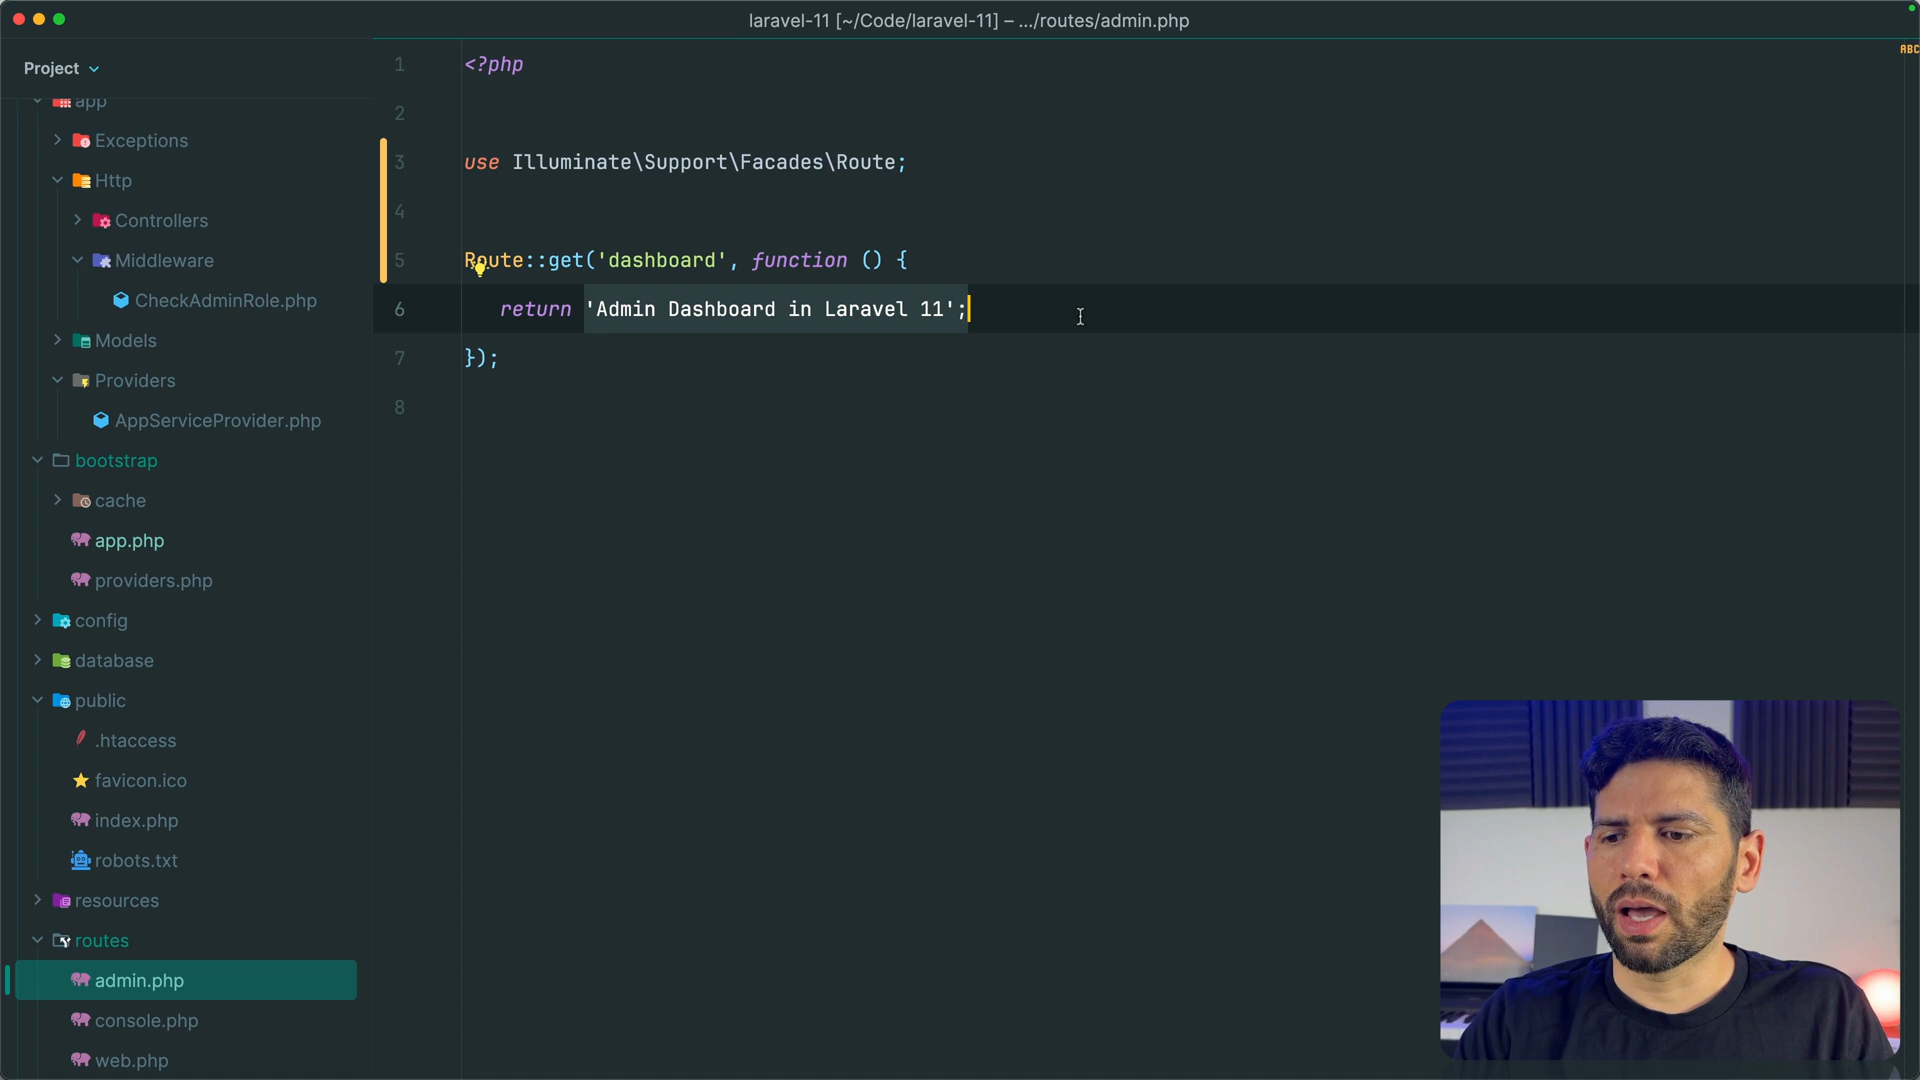 laravel-11 [~/Code/laravel-11] – .../routes/admin.php
Project
app
Exceptions
Http
Controllers
Middleware
CheckAdminRole.php
Models
Providers
AppServiceProvider.php
bootstrap
cache
app.php
providers.php
config
database
public
.htaccess
favicon.ico
index.php
robots.txt
resources
routes
admin.php
console.php
web.php
1 <?php
2
3 use Illuminate\Support\Facades\Route;
4
5 Route::get('dashboard', function () {
6 return 'Admin Dashboard in Laravel 11';
7 });
8
ABC